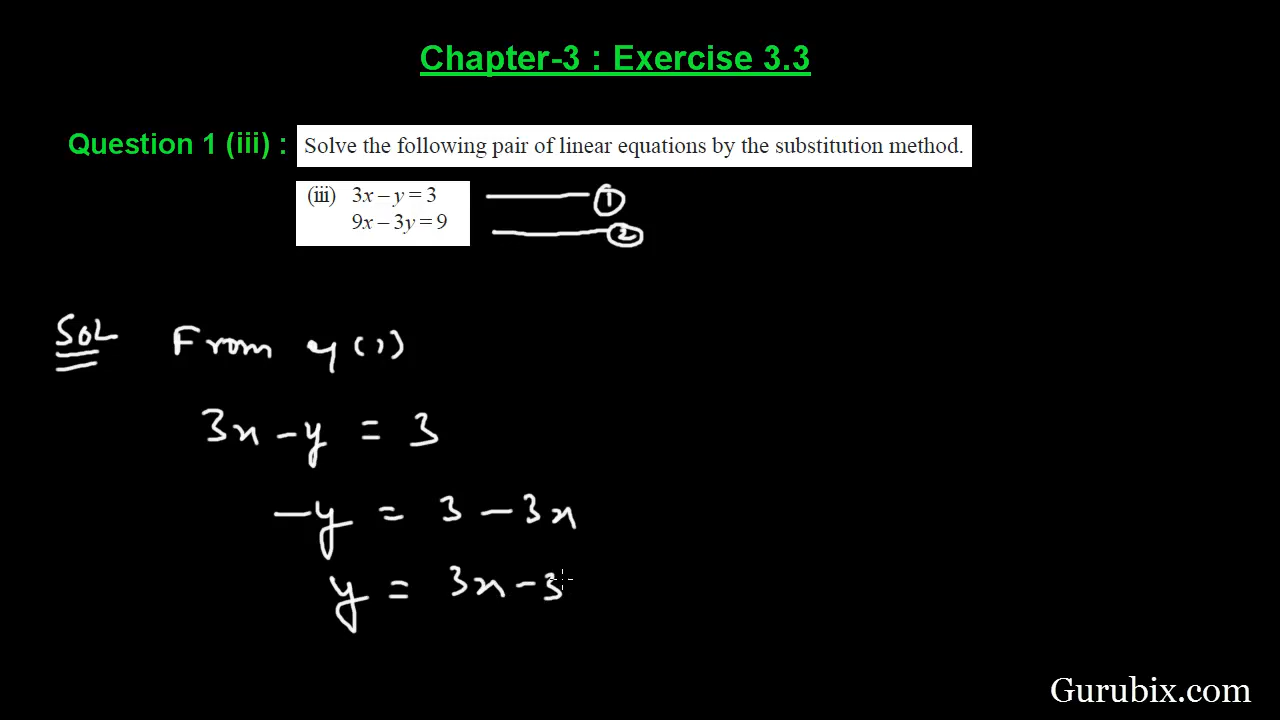 Chapter-3 : Exercise 3.3
Question 1 (iii) : Solve the following pair of linear equations by the substitution method.
(iii) 3x – y = 3 ① 
9x – 3y = 9 ②
SOL From y (1)
3x - y = 3
-y = 3 - 3x
y = 3x - 3
Gurubix.com